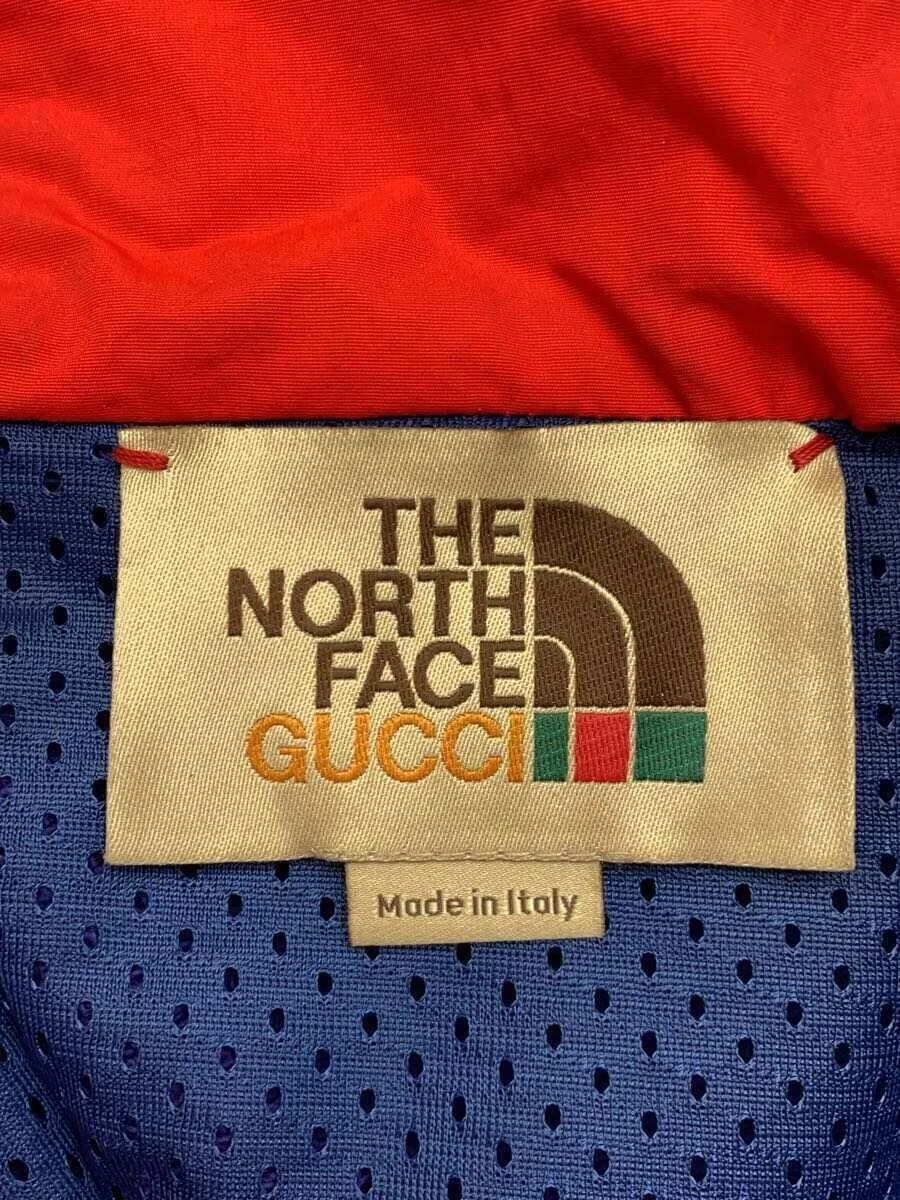 THE
NORTH
FACE
GUCCI
Made in Italy